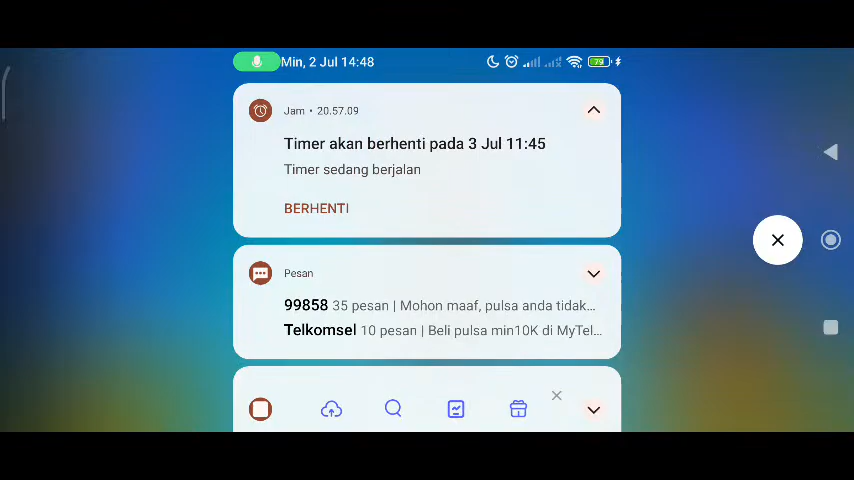 Min, 2 Jul 14:48
79
Jam • 20.57.09
Timer akan berhenti pada 3 Jul 11:45
Timer sedang berjalan
BERHENTI
Pesan
99858 35 pesan | Mohon maaf, pulsa anda tidak...
Telkomsel 10 pesan | Beli pulsa min10K di MyTel...